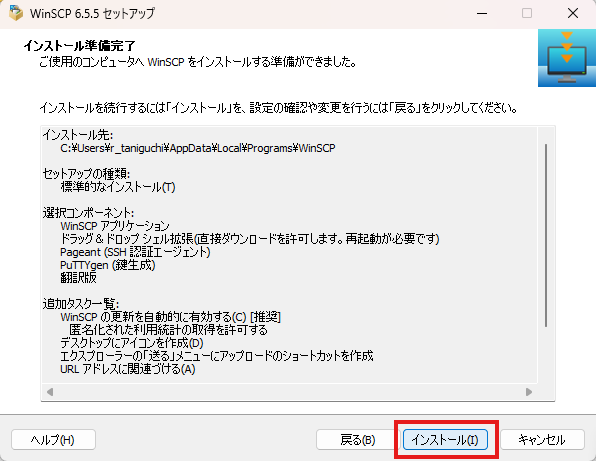 WinSCP 6.5.5 セットアップ
インストール準備完了
ご使用のコンピュータへ WinSCP をインストールする準備ができました。
インストールを続行するには「インストール」を、設定の確認や変更を行うには「戻る」をクリックしてください。
インストール先:
C:¥Users¥r_taniguchi¥AppData¥Local¥Programs¥WinSCP
セットアップの種類:
標準的なインストール(T)
選択コンポーネント:
WinSCP アプリケーション
ドラッグ & ドロップ シェル拡張(直接ダウンロードを許可します。再起動が必要です)
Pageant (SSH 認証エージェント)
PuTTYgen (鍵生成)
翻訳版
追加タスク一覧:
WinSCP の更新を自動的に有効する(C) [推奨]
匿名化された利用統計の取得を許可する
デスクトップにアイコンを作成(D)
エクスプローラーの「送る」メニューにアップロードのショートカットを作成
URL アドレスに関連づける(A)
ヘルプ(H)
戻る(B)
インストール(I)
キャンセル